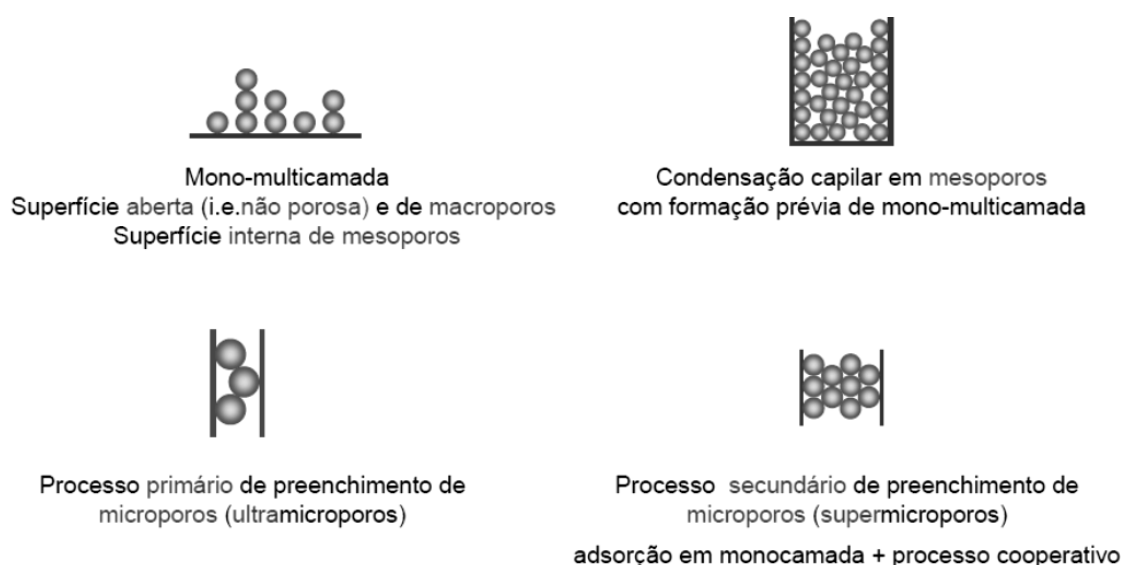 Mono-multicamada
Superfície aberta (i.e.não porosa) e de macroporos
Superfície interna de mesoporos
Condensação capilar em mesoporos
com formação prévia de mono-multicamada
Processo primário de preenchimento de
microporos (ultramicroporos)
Processo secundário de preenchimento de
microporos (supermicroporos)
adsorção em monocamada + processo cooperativo